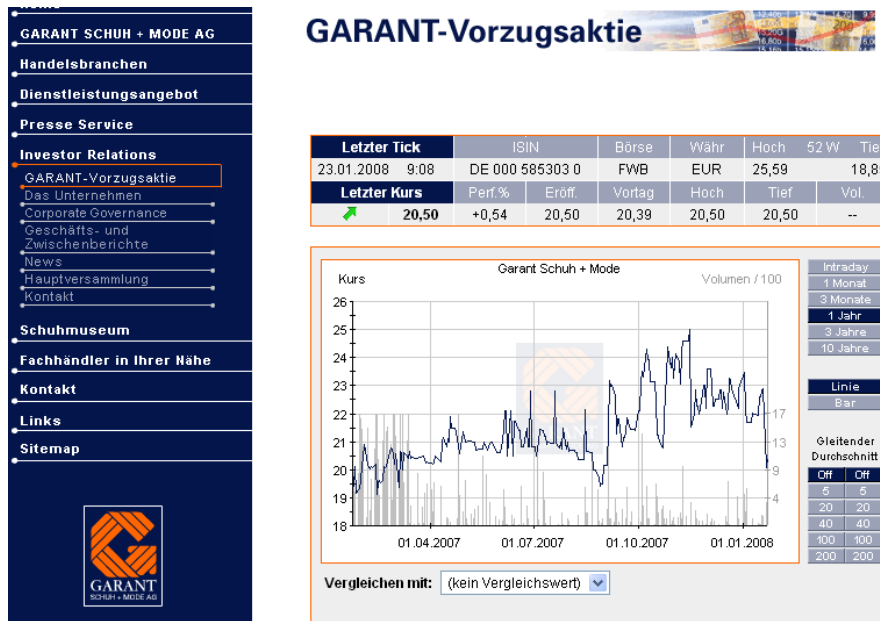 GARANT SCHUH + MODE AG
Handelsbranchen
Dienstleistungsangebot
Presse Service
Investor Relations
GARANT-Vorzugsaktie
Das Unternehmen
Corporate Governance
Geschäfts- und
Zwischenberichte
News
Hauptversammlung
Kontakt
Schuhmuseum
Fachhändler in Ihrer Nähe
Kontakt
Links
Sitemap
GARANT
SCHUH + MODE AG
GARANT-Vorzugsaktie
Letzter Tick ISIN Börse Währ Hoch 52 W Tie
23.01.2008 9:08 DE 000 585303 0 FWB EUR 25,59 18,8
Letzter Kurs Perf.% Eröff. Vortag Hoch Tief Vol.
20,50 +0,54 20,50 20,39 20,50 20,50 --
Garant Schuh + Mode
Kurs Volumen / 100
26
25
24
23
22
21
20
19
18
17
13
9
4
GARANT
01.04.2007 01.07.2007 01.10.2007 01.01.2008
Intraday
1 Monat
3 Monate
1 Jahr
3 Jahre
10 Jahre
Linie
Bar
Gleitender
Durchschnitt
Off Off
5 5
20 20
40 40
100 100
200 200
Vergleichen mit: (kein Vergleichswert)